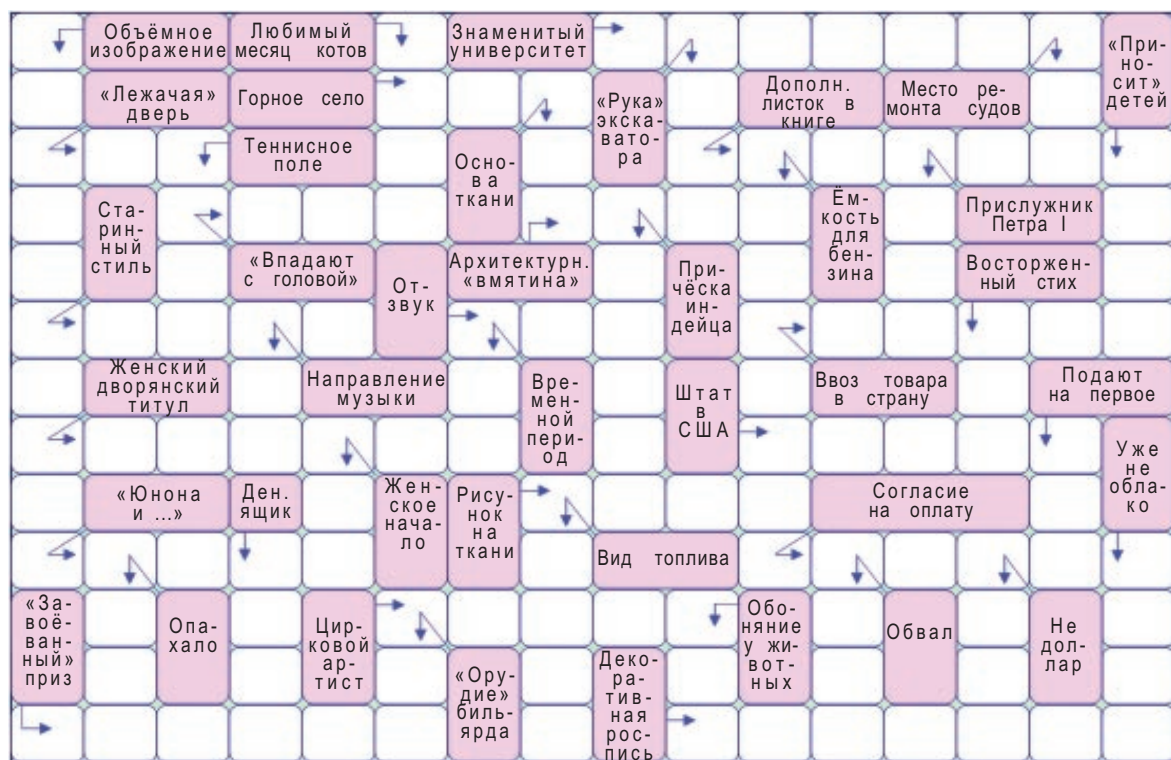 Объёмное
изображение
Любимый
месяц котов
Знаменитый
университет
«При-
но-
сит»
детей
«Лежачая»
дверь
Горное село
«Рука»
экска-
вато-
ра
Дополн.
листок в
книге
Место ре-
монта судов
Теннисное
поле
Осно-
ва
ткани
Ста-
рин-
ный
стиль
Ём-
кость
для
бен-
зина
Прислужник
Петра I
«Впадают
с головой»
От-
звук
Архитектурн.
«вмятина»
При-
чёска
ин-
дейца
Восторжен-
ный стих
Женский
дворянский
титул
Направление
музыки
Вре-
мен-
ной
пери-
од
Штат
в
США
Ввоз товара
в страну
Подают
на первое
«Юнона
и ...»
Ден.
ящик
Жен-
ское
нача-
ло
Рису-
нок
на
ткани
Согласие
на оплату
Уже
не
обла-
ко
Вид топлива
«За-
воё-
ван-
ный»
приз
Опа-
хало
Цир-
ковой
ар-
тист
Обо-
няние
у жи-
вот-
ных
Обвал
Не
дол-
лар
«Ору-
дие»
биль-
ярда
Деко-
ра-
тив-
ная
рос-
пись